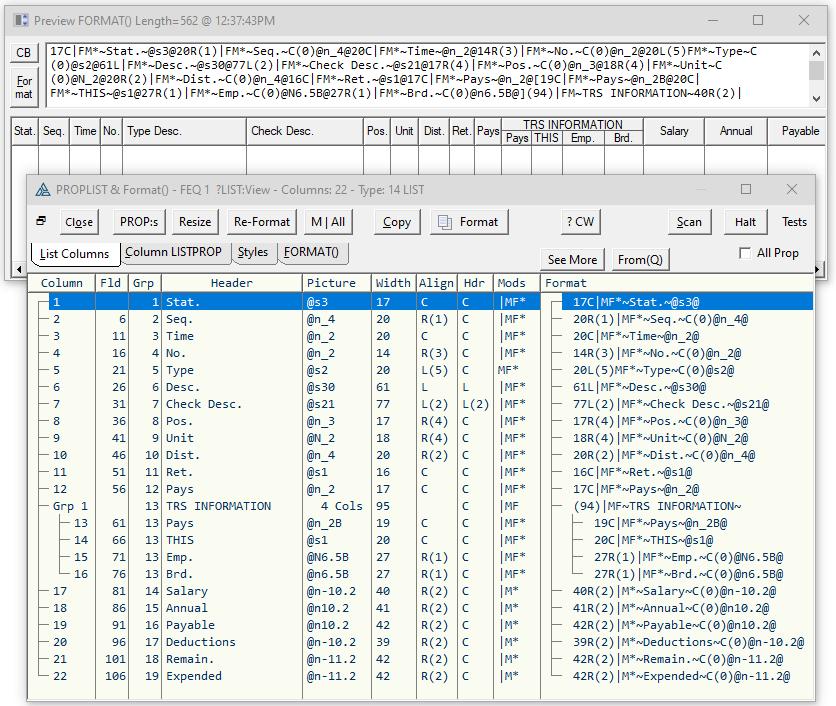 Preview FORMAT() Length=562 @ 12:37:43PM
CB
For
mat
17C|FM*~Stat.~@s3@20R(1)|FM*~Seq.~C(0)@n_4@20C|FM*~Time~@n_2@14R(3)|FM*~No.~C(0)@n_2@20L(5)FM*~Type~C
(0)@s2@61L|FM*~Desc.~@s30@77L(2)|FM*~Check Desc.~@s21@17R(4)|FM*~Pos.~C(0)@n_3@18R(4)|FM*~Unit~C
(0)@N_2@20R(2)|FM*~Dist.~C(0)@n_4@16C|FM*~Ret.~@s1@17C|FM*~Pays~@n_2@[19C|FM*~Pays~@n_2B@20C|
FM*~THIS~@s1@27R(1)|FM*~Emp.~C(0)@N6.5B@27R(1)|FM*~Brd.~C(0)@n6.5B@](94)|FM~TRS INFORMATION~40R(2)|
Stat. Seq. Time No. Type Desc. Check Desc. Pos. Unit Dist. Ret. Pays TRS INFORMATION Salary Annual Payable
Pays THIS Emp. Brd.
PROPLIST & Format() - FEQ 1 ?LIST:View - Columns: 22 - Type: 14 LIST
Close PROP:s Resize Re-Format M | All Copy Format ? CW Scan Halt Tests
List Columns Column LISTPROP Styles FORMAT() See More From(Q) All Prop
Column Fld Grp Header Picture Width Align Hdr Mods Format
1 1 Stat. @s3 17 C C |MF* 17C|MF*~Stat.~@s3@
2 6 2 Seq. @n_4 20 R(1) C |MF* 20R(1)|MF*~Seq.~C(0)@n_4@
3 11 3 Time @n_2 20 C C |MF* 20C|MF*~Time~@n_2@
4 16 4 No. @n_2 14 R(3) C |MF* 14R(3)|MF*~No.~C(0)@n_2@
5 21 5 Type @s2 20 L(5) C MF* 20L(5)MF*~Type~C(0)@s2@
6 26 6 Desc. @s30 61 L L |MF* 61L|MF*~Desc.~@s30@
7 31 7 Check Desc. @s21 77 L(2) L(2) |MF* 77L(2)|MF*~Check Desc.~@s21@
8 36 8 Pos. @n_3 17 R(4) C |MF* 17R(4)|MF*~Pos.~C(0)@n_3@
9 41 9 Unit @N_2 18 R(4) C |MF* 18R(4)|MF*~Unit~C(0)@N_2@
10 46 10 Dist. @n_4 20 R(2) C |MF* 20R(2)|MF*~Dist.~C(0)@n_4@
11 51 11 Ret. @s1 16 C C |MF* 16C|MF*~Ret.~@s1@
12 56 12 Pays @n_2 17 C C |MF* 17C|MF*~Pays~@n_2@
Grp 1 13 TRS INFORMATION 4 Cols 95 C |MF (94)|MF~TRS INFORMATION~
13 61 13 Pays @n_2B 19 C C |MF* 19C|MF*~Pays~@n_2B@
14 66 13 THIS @s1 20 C C |MF* 20C|MF*~THIS~@s1@
15 71 13 Emp. @N6.5B 27 R(1) C |MF* 27R(1)|MF*~Emp.~C(0)@N6.5B@
16 76 13 Brd. @n6.5B 27 R(1) C |MF* 27R(1)|MF*~Brd.~C(0)@n6.5B@
17 81 14 Salary @n-10.2 40 R(2) C |M* 40R(2)|M*~Salary~C(0)@n-10.2@
18 86 15 Annual @n10.2 41 R(2) C |M* 41R(2)|M*~Annual~C(0)@n10.2@
19 91 16 Payable @n10.2 42 R(2) C |M* 42R(2)|M*~Payable~C(0)@n10.2@
20 96 17 Deductions @n-10.2 39 R(2) C |M* 39R(2)|M*~Deductions~C(0)@n-10.2@
21 101 18 Remain. @n-11.2 42 R(2) C |M* 42R(2)|M*~Remain.~C(0)@n-11.2@
22 106 19 Expended @n-11.2 42 R(2) C |M* 42R(2)|M*~Expended~C(0)@n-11.2@